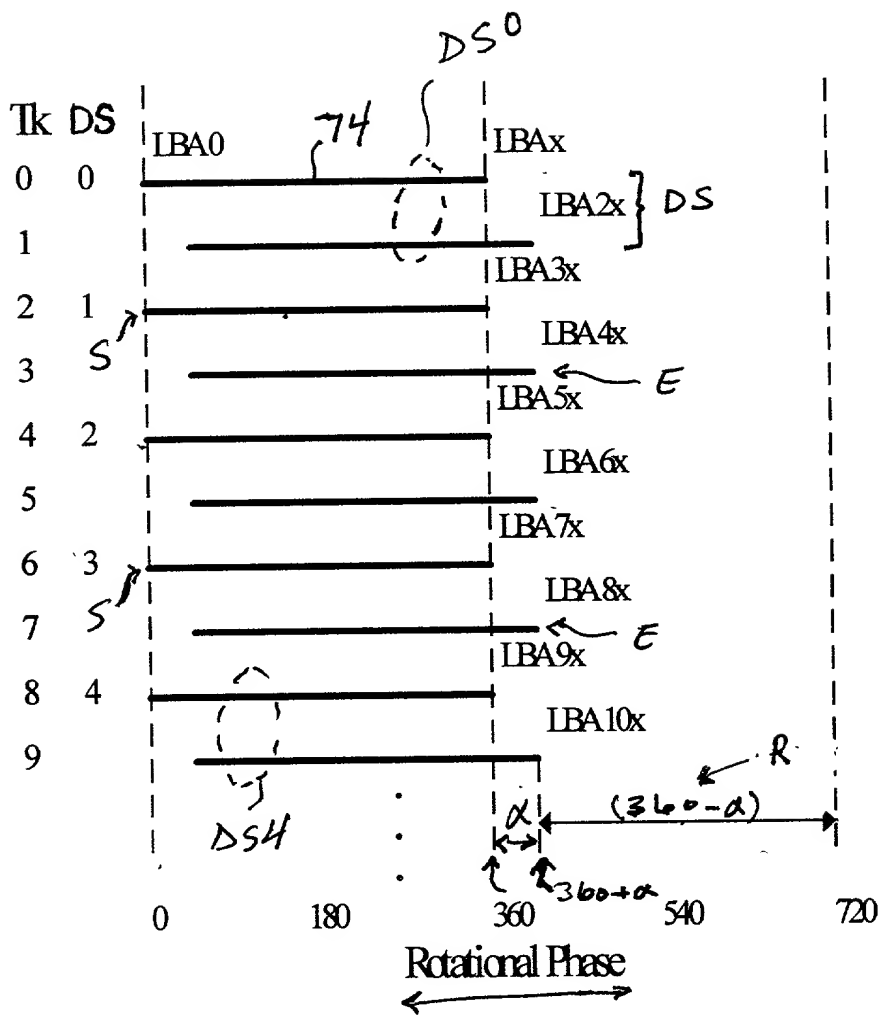 DS0
Tk DS
LBA0 74 LBAx
0 0
LBA2x } DS
1
LBA3x
2 1
S LBA4x
3 E
LBA5x
4 2
LBA6x
5
LBA7x
6 3
S LBA8x
7 E
LBA9x
8 4
LBA10x
9 R
DS4 α (360-α)
360+α
0 180 360 540 720
Rotational Phase